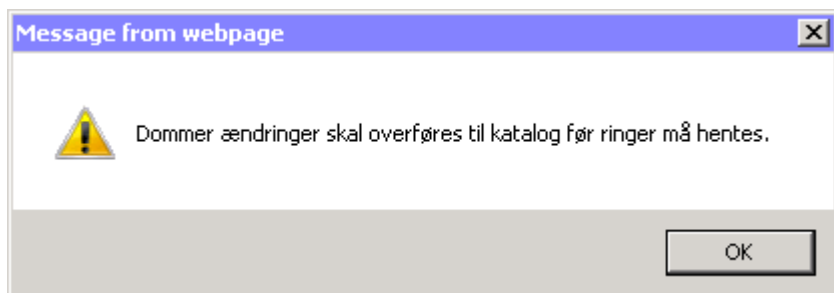 Message from webpage
Dommer ændringer skal overføres til katalog før ringer må hentes.
OK